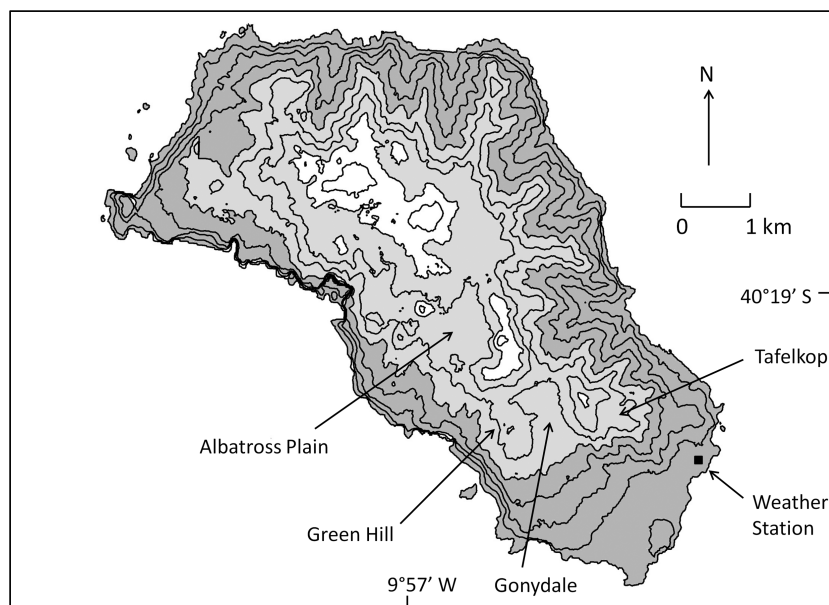 N
0
1 km
40°19’ S
Tafelkop
Albatross Plain
Weather
Station
Green Hill
9°57’ W
Gonydale